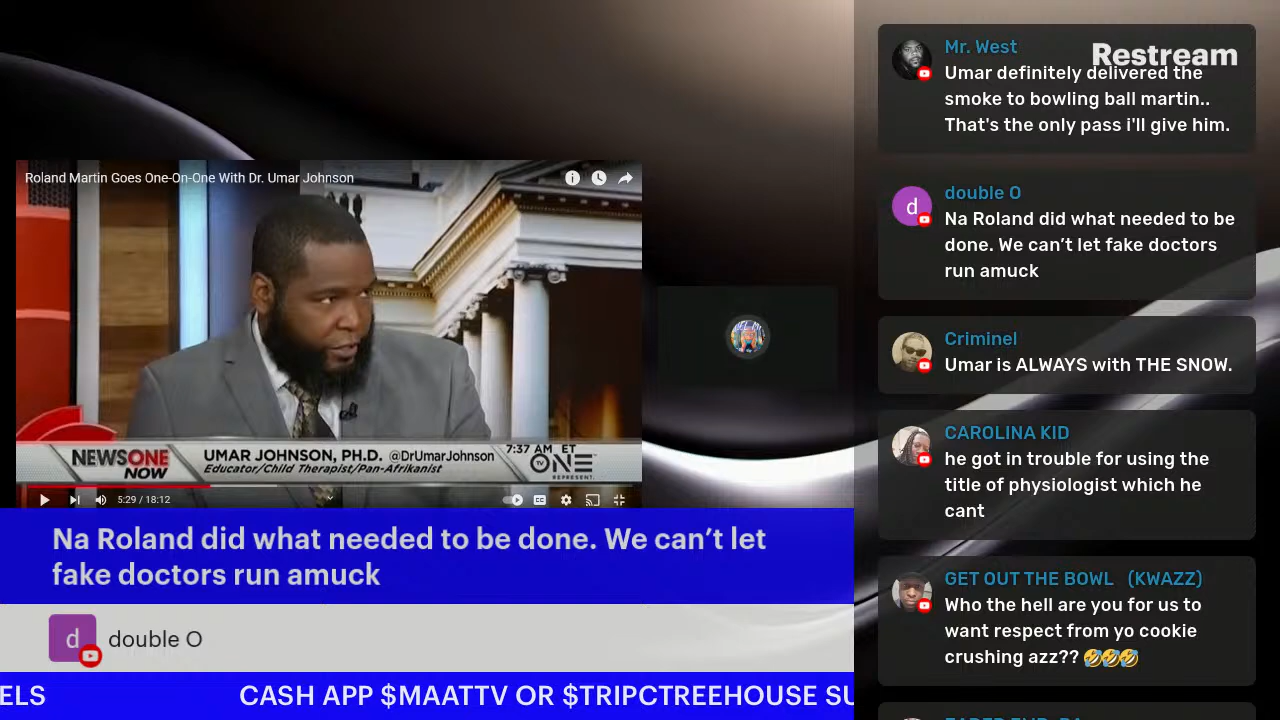 Roland Martin Goes One-On-One With Dr. Umar Johnson
NEWSONE
NOW
UMAR JOHNSON, PH.D. @DrUmarJohnson
Educator/Child Therapist/Pan-Afrikanist
7:37 AM ET
TV
ONE
REPRESENT.
5:29 / 18:12
CC
Na Roland did what needed to be done. We can’t let
fake doctors run amuck
d
double O
ELS
CASH APP $MAATTV OR $TRIPCTREEHOUSE SU
Restream
Mr. West
Umar definitely delivered the
smoke to bowling ball martin..
That's the only pass i'll give him.
d
double O
Na Roland did what needed to be
done. We can’t let fake doctors
run amuck
Criminel
Umar is ALWAYS with THE SNOW.
CAROLINA KID
he got in trouble for using the
title of physiologist which he
cant
GET OUT THE BOWL (KWAZZ)
Who the hell are you for us to
want respect from yo cookie
crushing azz?? 🤣🤣🤣